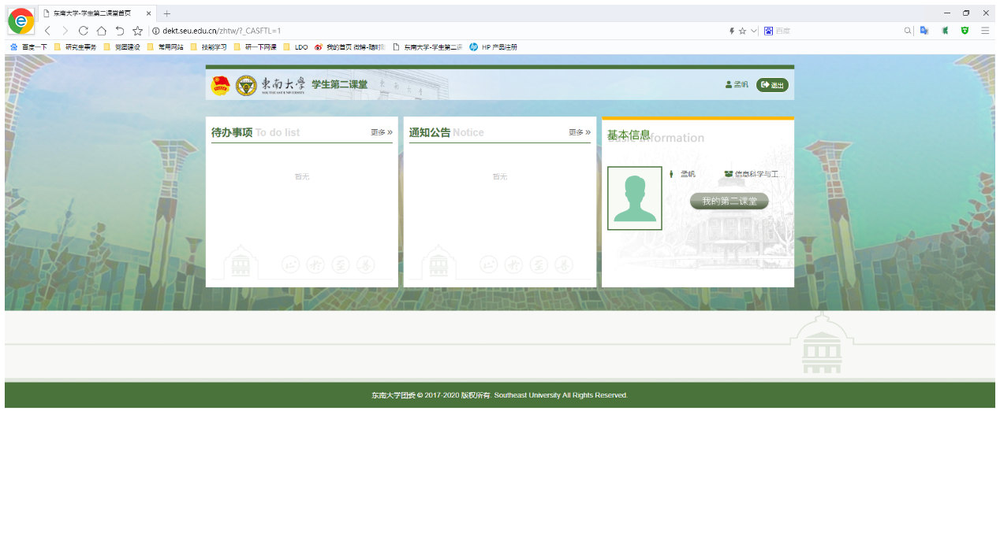 东南大学-学生第二课堂首页
dekt.seu.edu.cn/zhtw/?_CASFTL=1
百度
百度一下 研究生事务 党团建设 常用网站 技能学习 研一下网课 LDO 我的首页 微博-随时 东南大学-学生第二课 HP 产品注册
東南大學 SOUTHEAST UNIVERSITY 学生第二课堂
孟帆 退出
待办事项 To do list 更多
暂无
通知公告 Notice 更多
暂无
基本信息
Basic Information
孟帆 信息科学与工...
我的第二课堂
东南大学团委 © 2017-2020 版权所有. Southeast University All Rights Reserved.